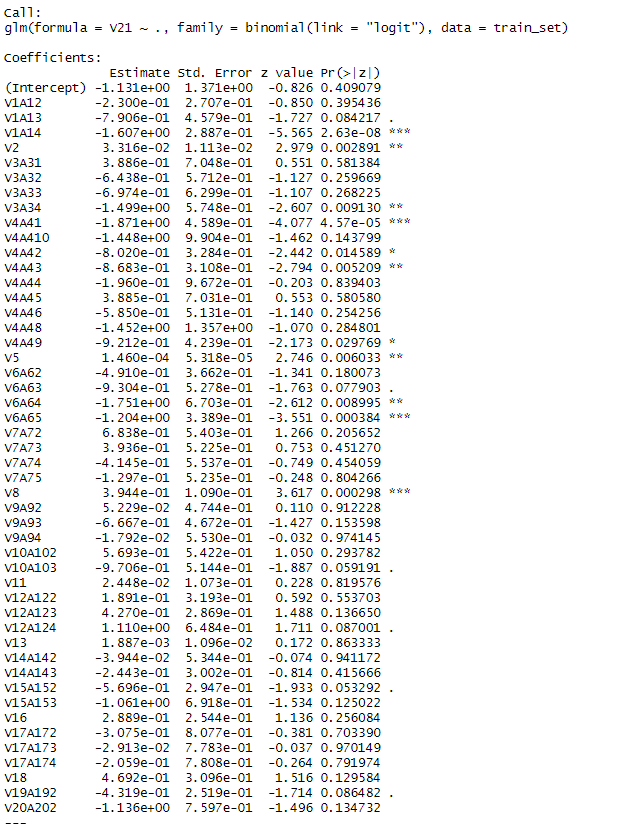 Call:
glm(formula = V21 ~ ., family = binomial(link = "logit"), data = train_set)
Coefficients:
Estimate Std. Error z value Pr(>|z|)
(Intercept) -1.131e+00 1.371e+00 -0.826 0.409079
V1A12 -2.300e-01 2.707e-01 -0.850 0.395436
V1A13 -7.906e-01 4.579e-01 -1.727 0.084217 .
V1A14 -1.607e+00 2.887e-01 -5.565 2.63e-08 ***
V2 3.316e-02 1.113e-02 2.979 0.002891 **
V3A31 3.886e-01 7.048e-01 0.551 0.581384
V3A32 -6.438e-01 5.712e-01 -1.127 0.259669
V3A33 -6.974e-01 6.299e-01 -1.107 0.268225
V3A34 -1.499e+00 5.748e-01 -2.607 0.009130 **
V4A41 -1.871e+00 4.589e-01 -4.077 4.57e-05 ***
V4A410 -1.448e+00 9.904e-01 -1.462 0.143799
V4A42 -8.020e-01 3.284e-01 -2.442 0.014589 *
V4A43 -8.683e-01 3.108e-01 -2.794 0.005209 **
V4A44 -1.960e-01 9.672e-01 -0.203 0.839403
V4A45 3.885e-01 7.031e-01 0.553 0.580580
V4A46 -5.850e-01 5.131e-01 -1.140 0.254256
V4A48 -1.452e+00 1.357e+00 -1.070 0.284801
V4A49 -9.212e-01 4.239e-01 -2.173 0.029769 *
V5 1.460e-04 5.318e-05 2.746 0.006033 **
V6A62 -4.910e-01 3.662e-01 -1.341 0.180073
V6A63 -9.304e-01 5.278e-01 -1.763 0.077903 .
V6A64 -1.751e+00 6.703e-01 -2.612 0.008995 **
V6A65 -1.204e+00 3.389e-01 -3.551 0.000384 ***
V7A72 6.838e-01 5.403e-01 1.266 0.205652
V7A73 3.936e-01 5.225e-01 0.753 0.451270
V7A74 -4.145e-01 5.537e-01 -0.749 0.454059
V7A75 -1.297e-01 5.235e-01 -0.248 0.804266
V8 3.944e-01 1.090e-01 3.617 0.000298 ***
V9A92 5.229e-02 4.744e-01 0.110 0.912228
V9A93 -6.667e-01 4.672e-01 -1.427 0.153598
V9A94 -1.792e-02 5.530e-01 -0.032 0.974145
V10A102 5.693e-01 5.422e-01 1.050 0.293782
V10A103 -9.706e-01 5.144e-01 -1.887 0.059191 .
V11 2.448e-02 1.073e-01 0.228 0.819576
V12A122 1.891e-01 3.193e-01 0.592 0.553703
V12A123 4.270e-01 2.869e-01 1.488 0.136650
V12A124 1.110e+00 6.484e-01 1.711 0.087001 .
V13 1.887e-03 1.096e-02 0.172 0.863333
V14A142 -3.944e-02 5.344e-01 -0.074 0.941172
V14A143 -2.443e-01 3.002e-01 -0.814 0.415666
V15A152 -5.696e-01 2.947e-01 -1.933 0.053292 .
V15A153 -1.061e+00 6.918e-01 -1.534 0.125022
V16 2.889e-01 2.544e-01 1.136 0.256084
V17A172 -3.075e-01 8.077e-01 -0.381 0.703390
V17A173 -2.913e-02 7.783e-01 -0.037 0.970149
V17A174 -2.059e-01 7.808e-01 -0.264 0.791974
V18 4.692e-01 3.096e-01 1.516 0.129584
V19A192 -4.319e-01 2.519e-01 -1.714 0.086482 .
V20A202 -1.136e+00 7.597e-01 -1.496 0.134732
---